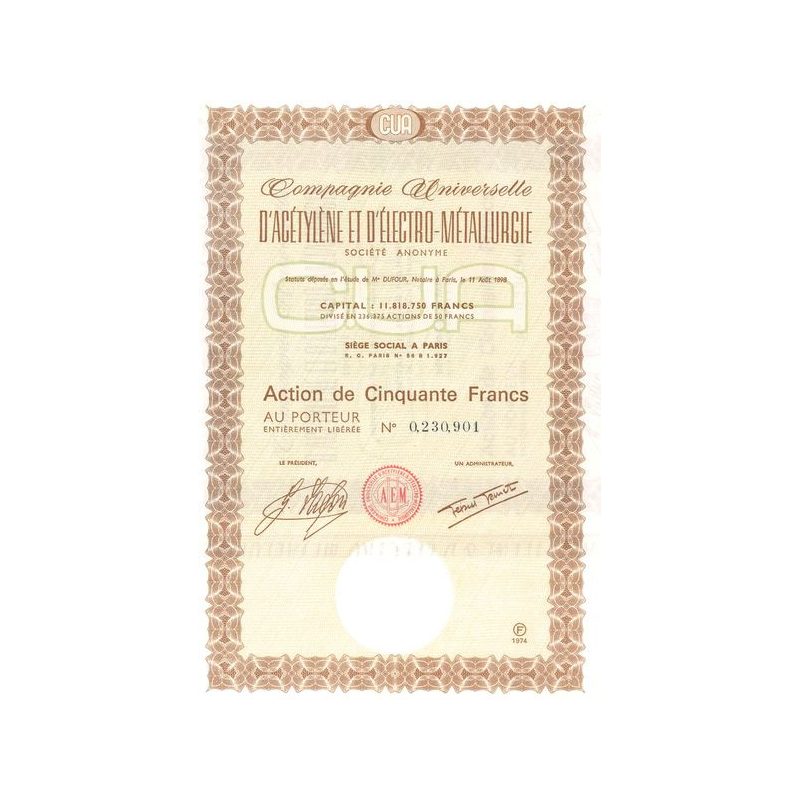 CUA
Compagnie Universelle
D'ACÉTYLÈNE ET D'ÉLECTRO-MÉTALLURGIE
SOCIÉTÉ ANONYME
Statuts déposés en l'étude de Me DUFOUR, Notaire à Paris, le 11 Août 1898
C.U.A
CAPITAL : 11.818.750 FRANCS
DIVISÉ EN 236.375 ACTIONS DE 50 FRANCS
SIÈGE SOCIAL A PARIS
R. C. PARIS No 56 B 1.927
Action de Cinquante Francs
AU PORTEUR
ENTIÈREMENT LIBÉRÉE No 0,230,901
LE PRÉSIDENT, UN ADMINISTRATEUR,
AEM
F
1974